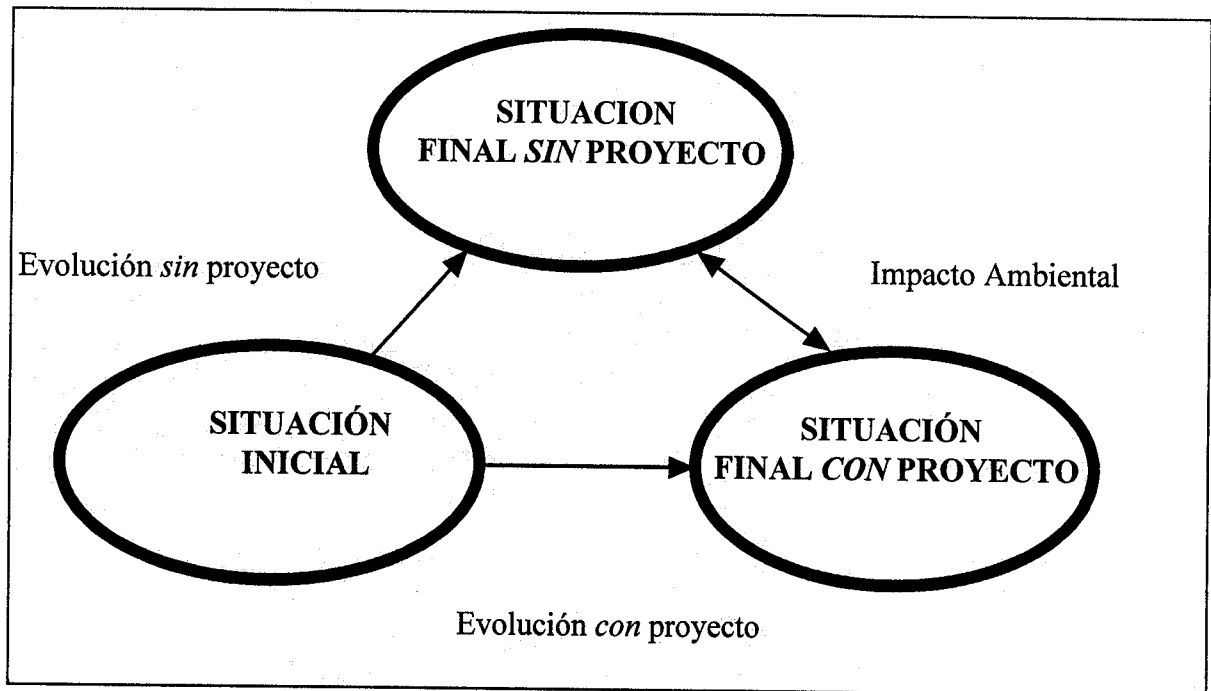 SITUACION
FINAL SIN PROYECTO
Evolución sin proyecto
Impacto Ambiental
SITUACIÓN
INICIAL
SITUACIÓN
FINAL CON PROYECTO
Evolución con proyecto